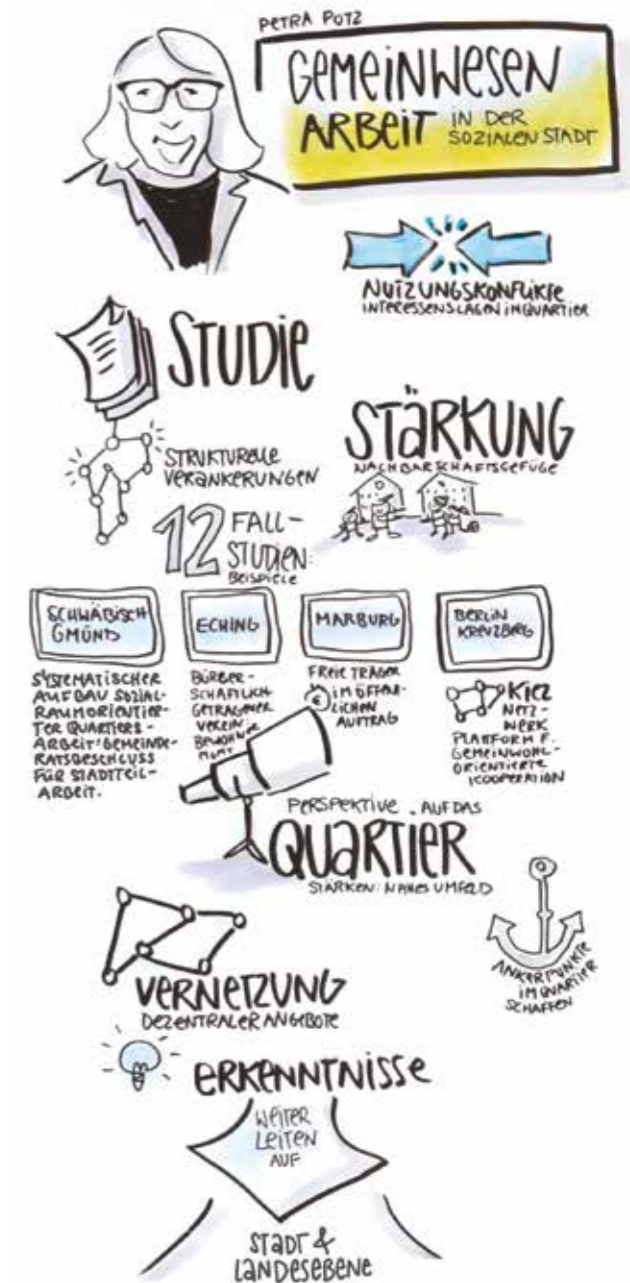 PETRA POTZ
GEMEINWESEN
ARBEIT IN DER
SOZIALEN STADT
NUTZUNGSKONFLIKTE
INTERESSENSLAGEN IM QUARTIER
STUDIE
STÄRKUNG
NACHBARSCHAFTSGEFÜGE
STRUKTURELLE
VERANKERUNGEN
12 FALL-
STUDIEN:
BEISPIELE
SCHWÄBISCH
GMÜND
SYSTEMATISCHER
AUFBAU SOZIAL-
RAUMORIENTIER-
TER QUARTIERS-
ARBEIT: GEMEINDE-
RATSBESCHLUSS
FÜR STADTTEIL-
ARBEIT.
ECHING
BÜRGER-
SCHAFTLICH
GETRAGENER
VEREIN
MARBURG
FREIE TRÄGER
€ IM ÖFFENT-
LICHEN
AUFTRAG
BERLIN
KREUZBERG
KIEZ
NETZ-
WERK
PLATTFORM F.
GEMEINWOHL-
ORIENTIERTE
KOOPERATION
PERSPEKTIVE AUF DAS
QUARTIER
STÄRKEN: NAHES UMFELD
ANKERPUNKTE
IM QUARTIER
SCHAFFEN
VERNETZUNG
DEZENTRALER ANGEBOTE
ERKENNTNISSE
WEITER
LEITEN
AUF
STADT &
LANDESEBENE